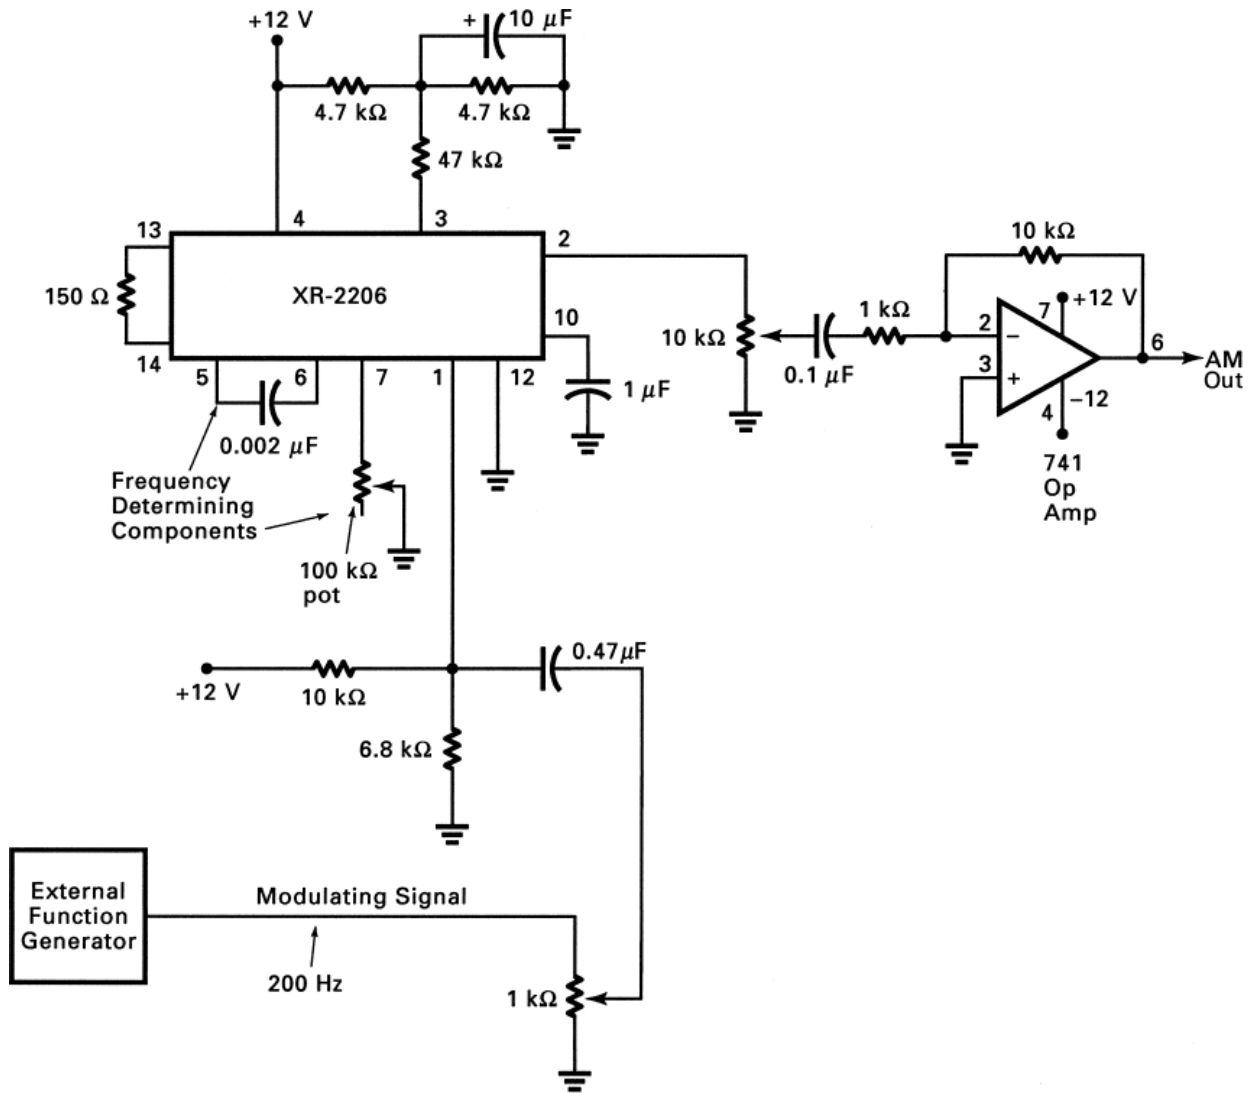 +12 V
+
10 μF
4.7 kΩ
4.7 kΩ
47 kΩ
4
3
13
2
10 kΩ
150 Ω
XR-2206
10
10 kΩ
1 kΩ
0.1 μF
2
−
3
+
7
+12 V
6
AM
Out
4
−12
741
Op
Amp
14
5
6
7
1
12
1 μF
0.002 μF
Frequency
Determining
Components
100 kΩ
pot
+12 V
10 kΩ
0.47μF
6.8 kΩ
External
Function
Generator
Modulating Signal
200 Hz
1 kΩ